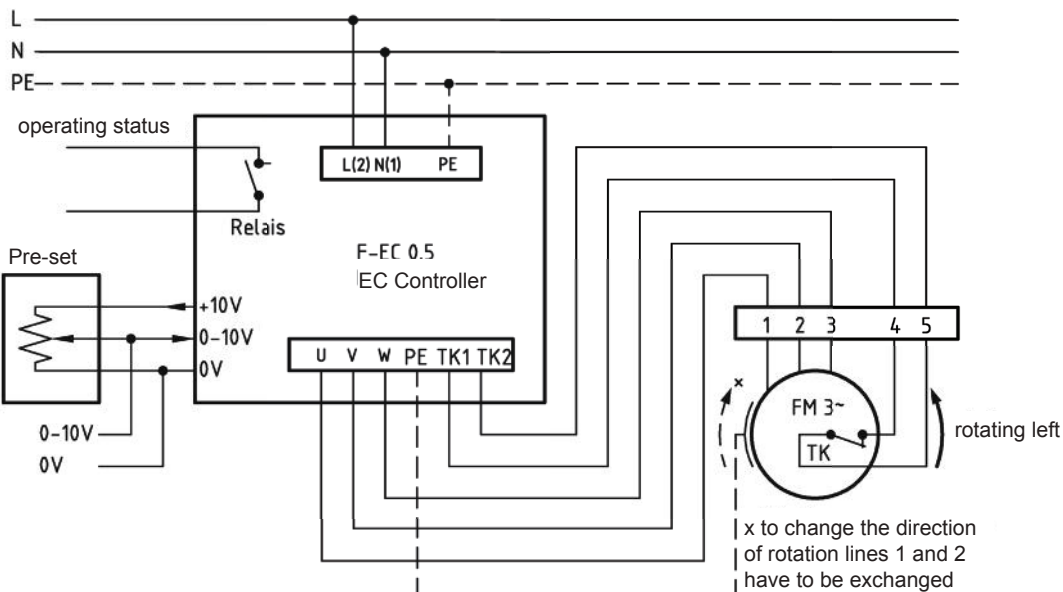 L
N
PE
operating status
L(2) N(1) PE
Relais
Pre-set
F-EC 0.5
EC Controller
+10V
0-10V
0V
U V W PE TK1 TK2
0-10V
0V
1 2 3 4 5
x
FM 3~
TK
rotating left
x to change the direction
of rotation lines 1 and 2
have to be exchanged